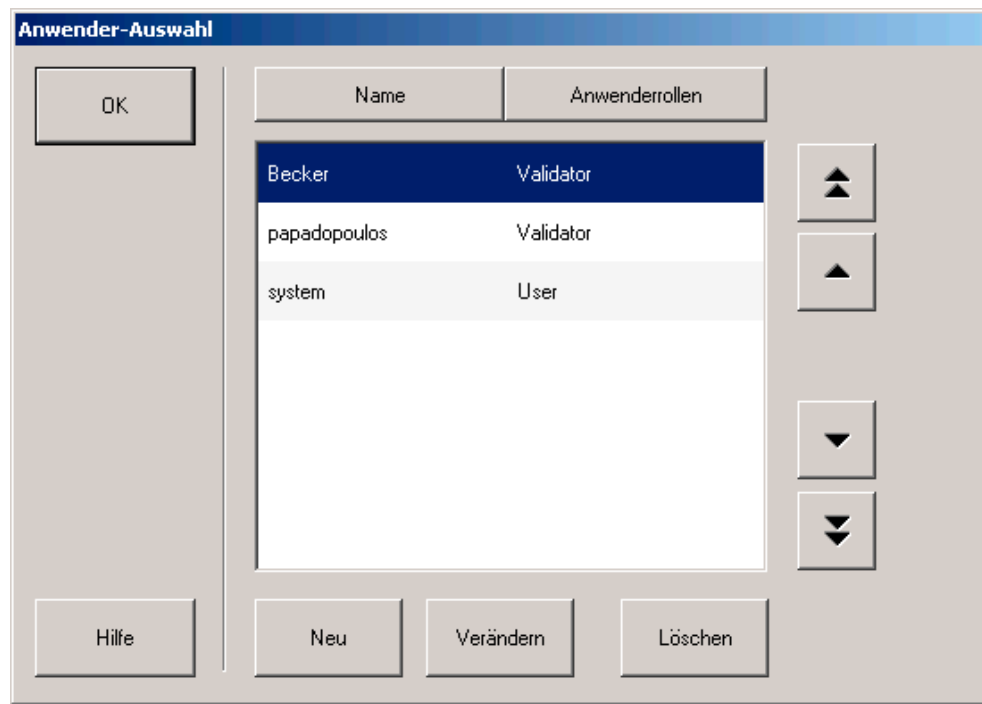 Anwender-Auswahl
OK
Name Anwenderrollen
Becker Validator
papadopoulos Validator
system User
Hilfe Neu Verändern Löschen